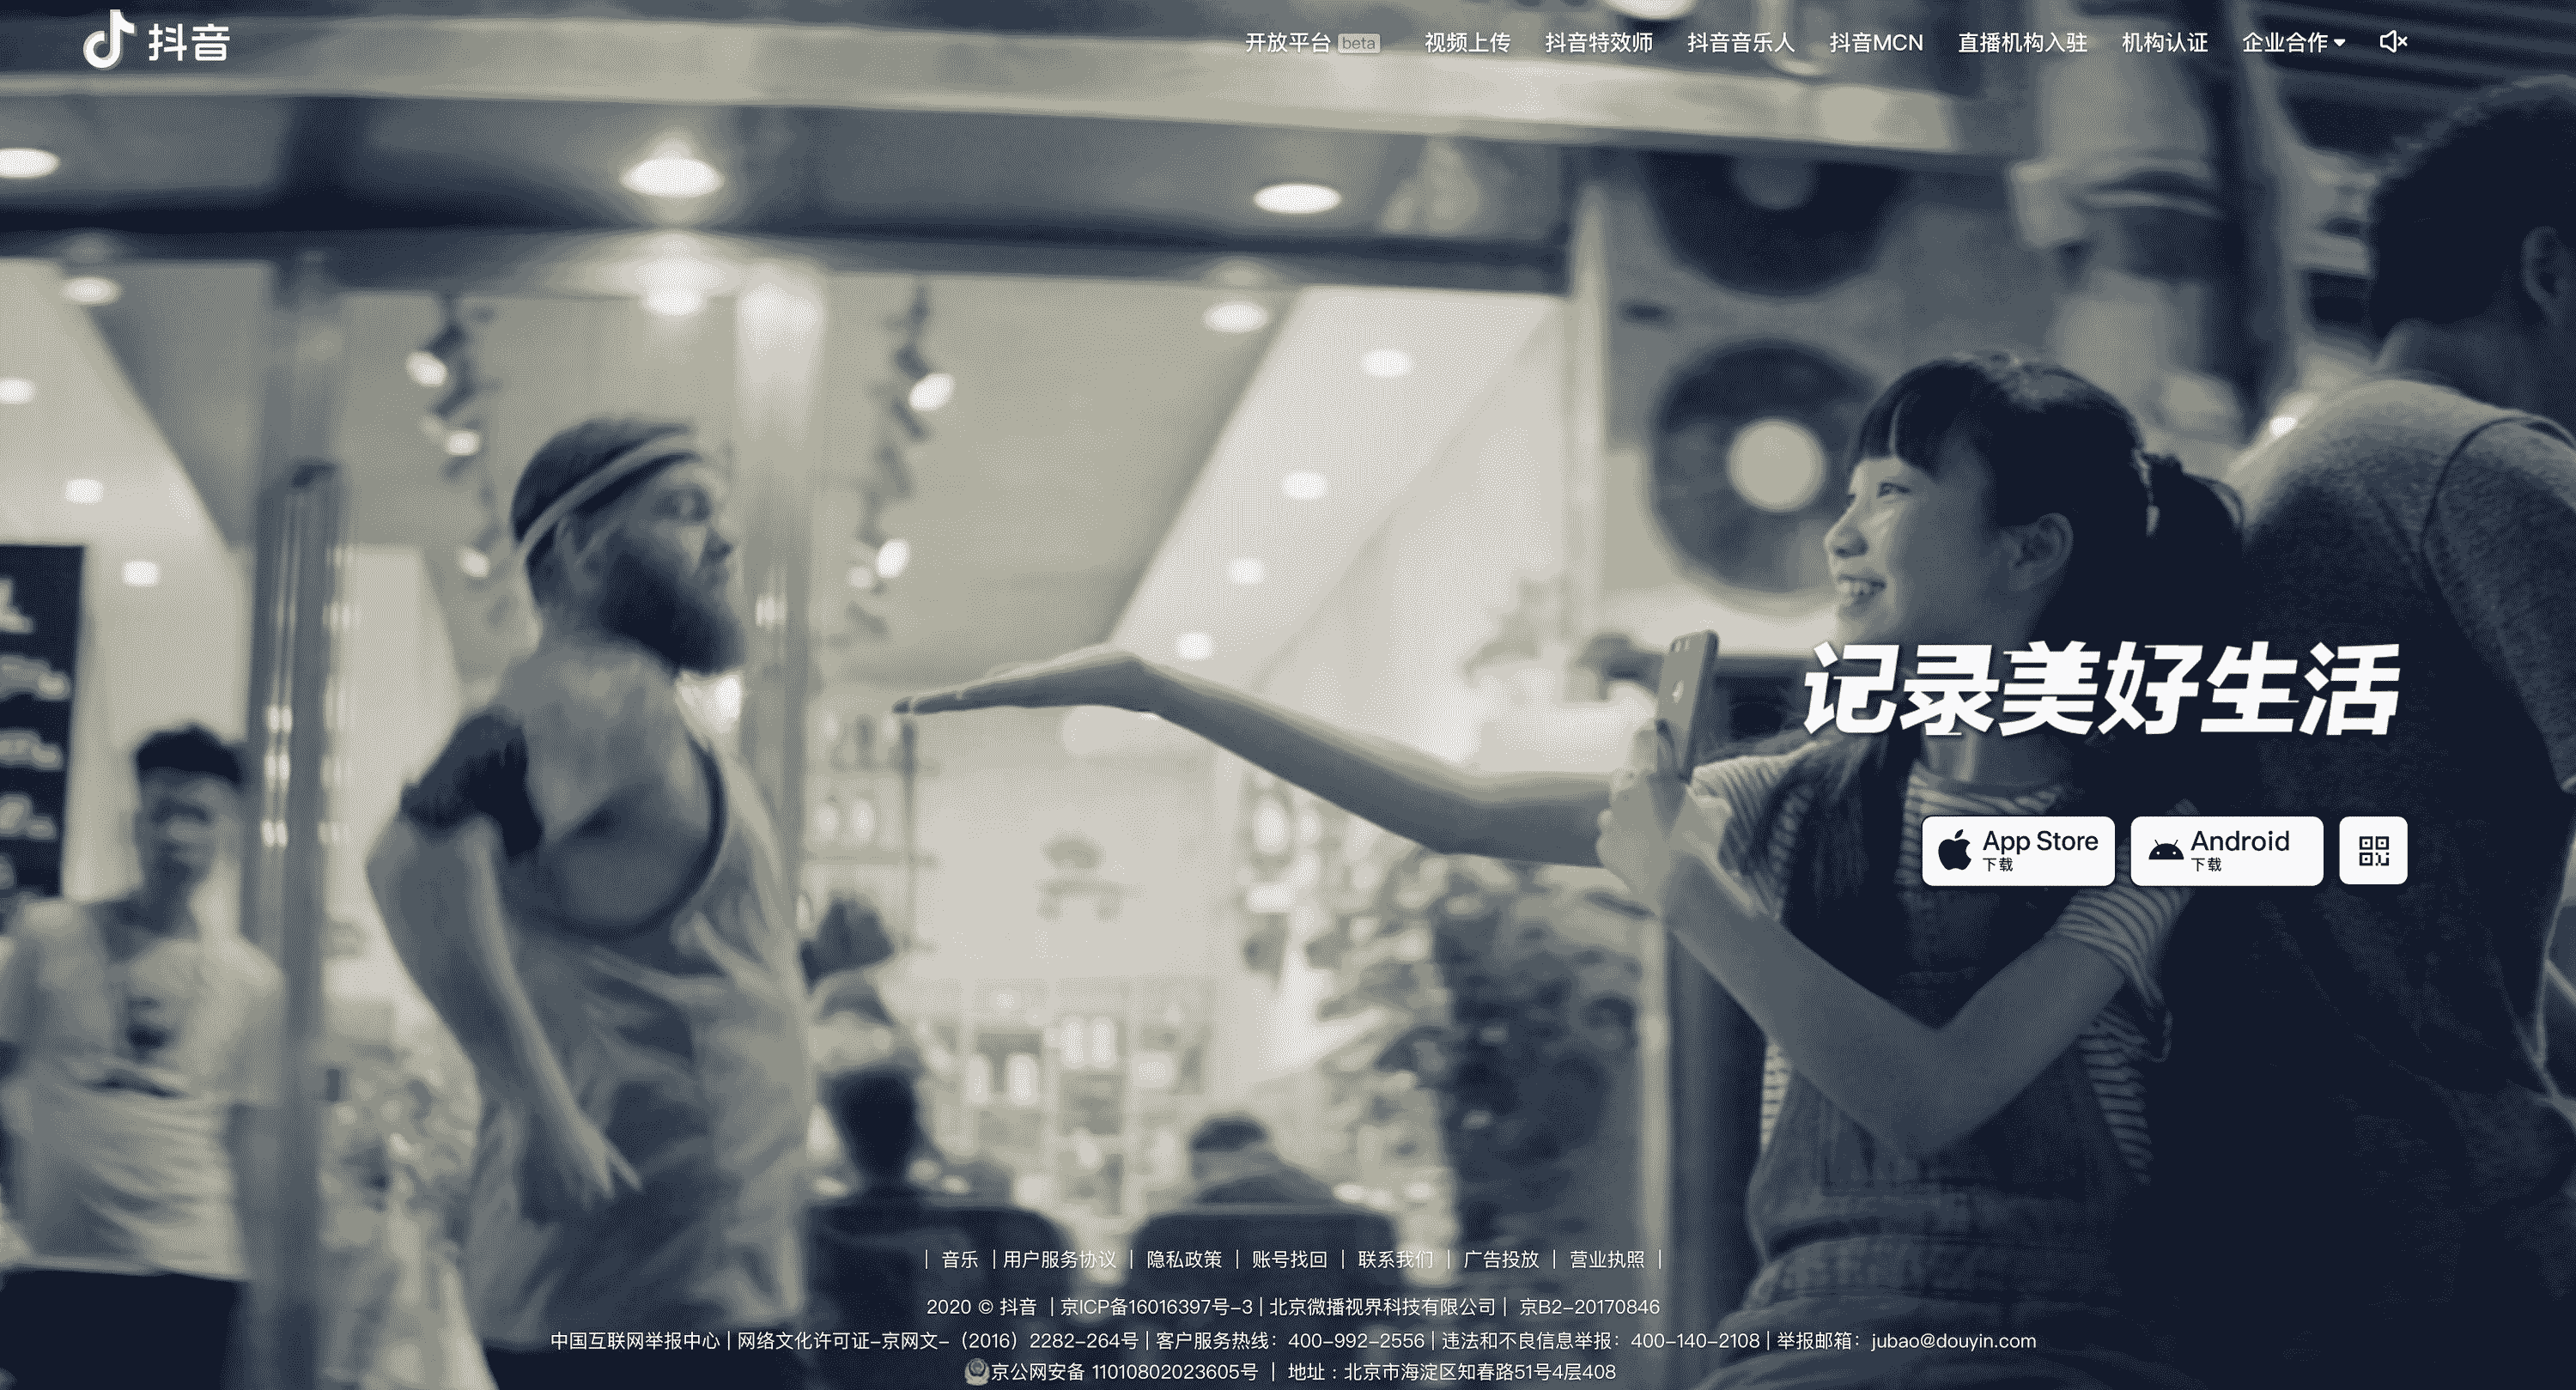 抖音
开放平台 beta 视频上传 抖音特效师 抖音音乐人 抖音MCN 直播机构入驻 机构认证 企业合作
记录美好生活
App Store
下载
Android
下载
| 音乐 | 用户服务协议 | 隐私政策 | 账号找回 | 联系我们 | 广告投放 | 营业执照 |
2020 © 抖音 | 京ICP备16016397号-3 | 北京微播视界科技有限公司 | 京B2-20170846
中国互联网举报中心 | 网络文化许可证-京网文-（2016）2282-264号 | 客户服务热线：400-992-2556 | 违法和不良信息举报：400-140-2108 | 举报邮箱：jubao@douyin.com
京公网安备 11010802023605号 | 地址：北京市海淀区知春路51号4层408